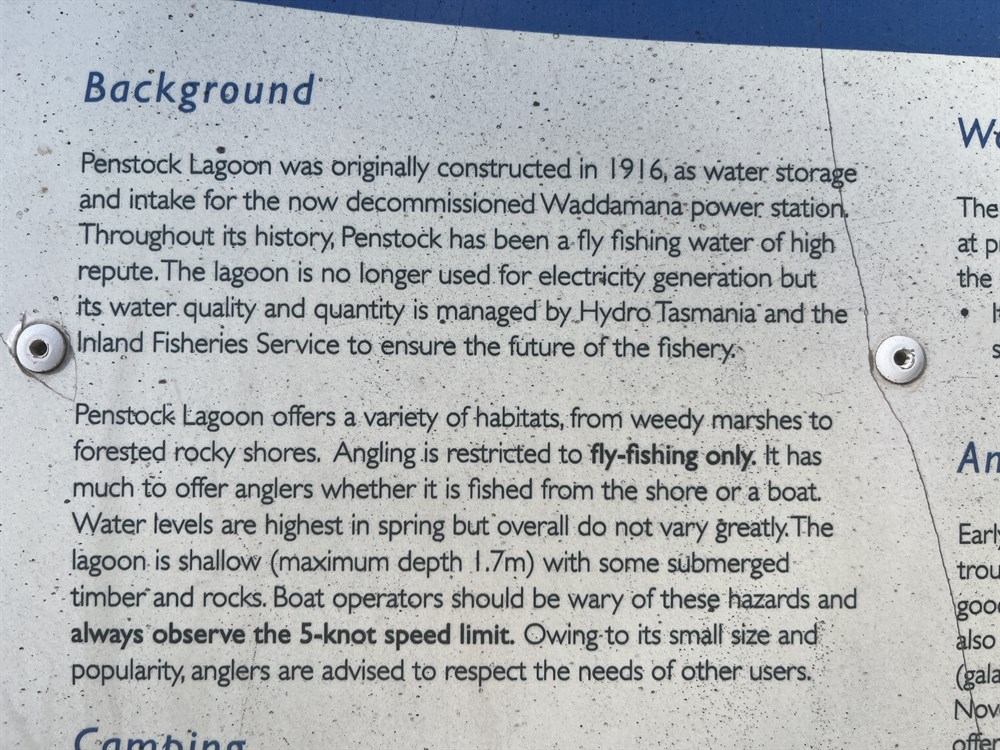 Background
Penstock Lagoon was originally constructed in 1916, as water storage
and intake for the now decommissioned Waddamana power station.
Throughout its history, Penstock has been a fly fishing water of high
repute. The lagoon is no longer used for electricity generation but
its water quality and quantity is managed by Hydro Tasmania and the
Inland Fisheries Service to ensure the future of the fishery.
Penstock Lagoon offers a variety of habitats, from weedy marshes to
forested rocky shores. Angling is restricted to fly-fishing only. It has
much to offer anglers whether it is fished from the shore or a boat.
Water levels are highest in spring but overall do not vary greatly. The
lagoon is shallow (maximum depth 1.7m) with some submerged
timber and rocks. Boat operators should be wary of these hazards and
always observe the 5-knot speed limit. Owing to its small size and
popularity, anglers are advised to respect the needs of other users.
Camping
The
at
the
also